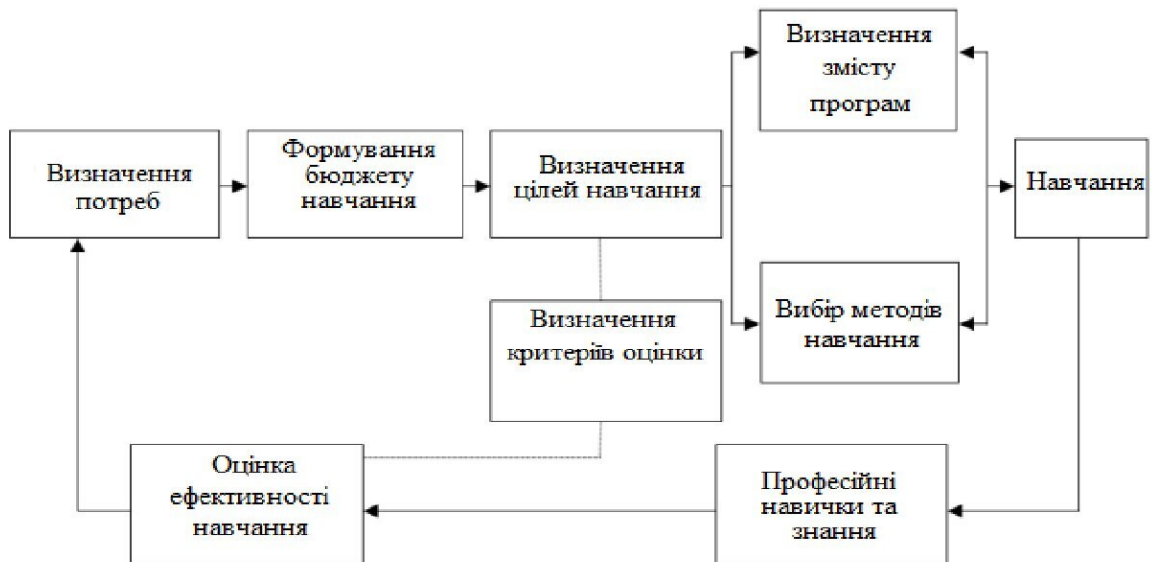 Визначення
змісту
програм
Визначення
потреб
Формування
бюджету
навчання
Визначення
цілей навчання
Навчання
Визначення
критеріїв оцінки
Вибір методів
навчання
Оцінка
ефективності
навчання
Професійні
навички та
знання